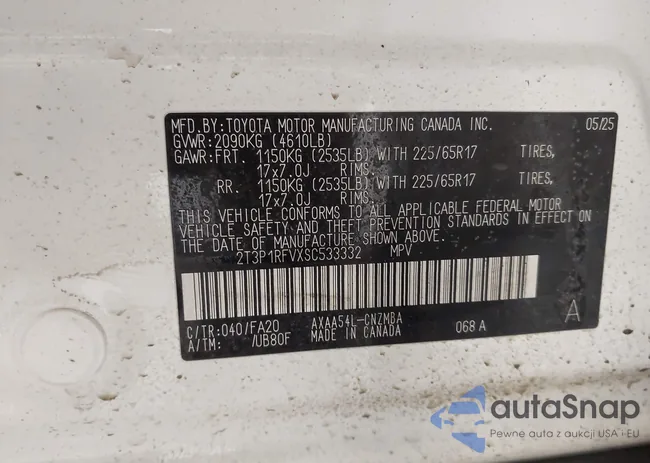 MFD.BY:TOYOTA MOTOR MANUFACTURING CANADA INC. 05/25
GVWR:2090KG (4610LB)
GAWR:FRT. 1150KG (2535LB) WITH 225/65R17 TIRES,
17x7.0J RIMS.
RR. 1150KG (2535LB) WITH 225/65R17 TIRES,
17x7.0J RIMS.
THIS VEHICLE CONFORMS TO ALL APPLICABLE FEDERAL MOTOR
VEHICLE SAFETY AND THEFT PREVENTION STANDARDS IN EFFECT ON
THE DATE OF MANUFACTURE SHOWN ABOVE.
2T3P1RFVXSC533332 MPV
C/TR:040/FA20 AXAA54L-CNZMBA 068 A A
A/TM: /UB80F MADE IN CANADA
autaSnap
Pewne auta z aukcji USA i EU